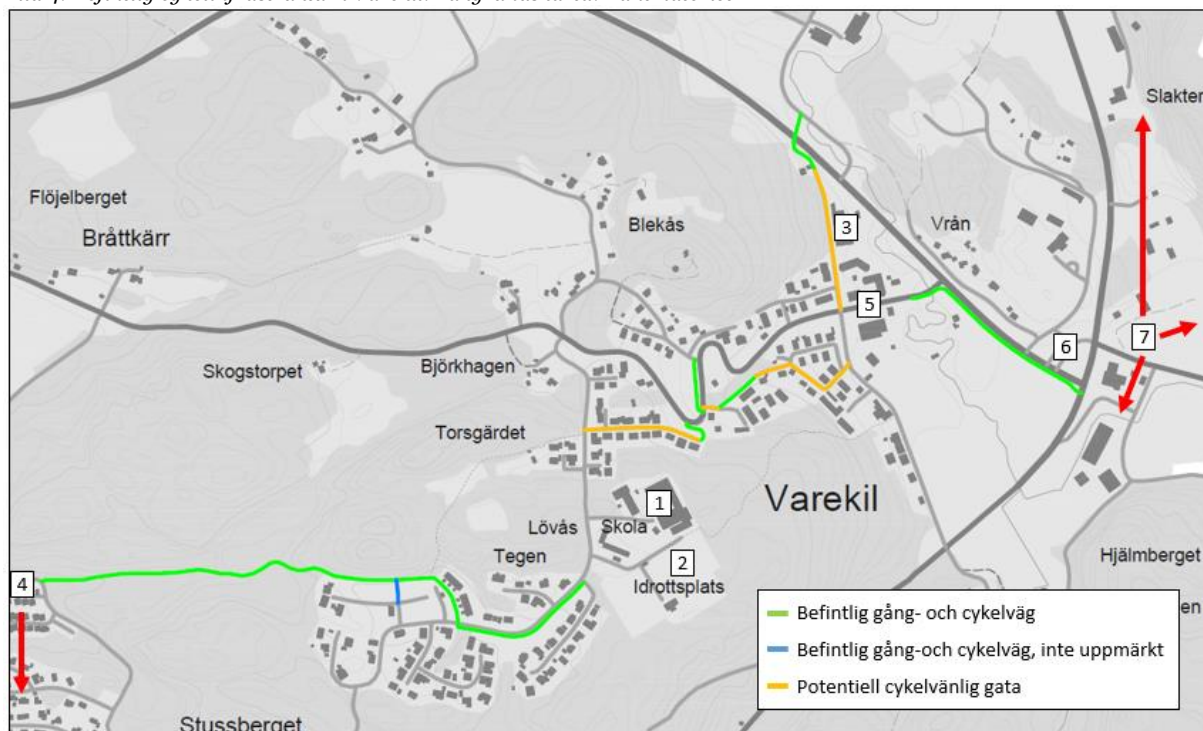 Slakter
Flöjelberget
Bråttkärr
Blekås
3
Vrån
5
6
7
Skogstorpet
Björkhagen
Torsgärdet
1
Varekil
Lövås
Skola
Tegen
2
Idrottsplats
Hjälmberget
4
en
Befintlig gång- och cykelväg
Befintlig gång-och cykelväg, inte uppmärkt
Potentiell cykelvänlig gata
Stussberget